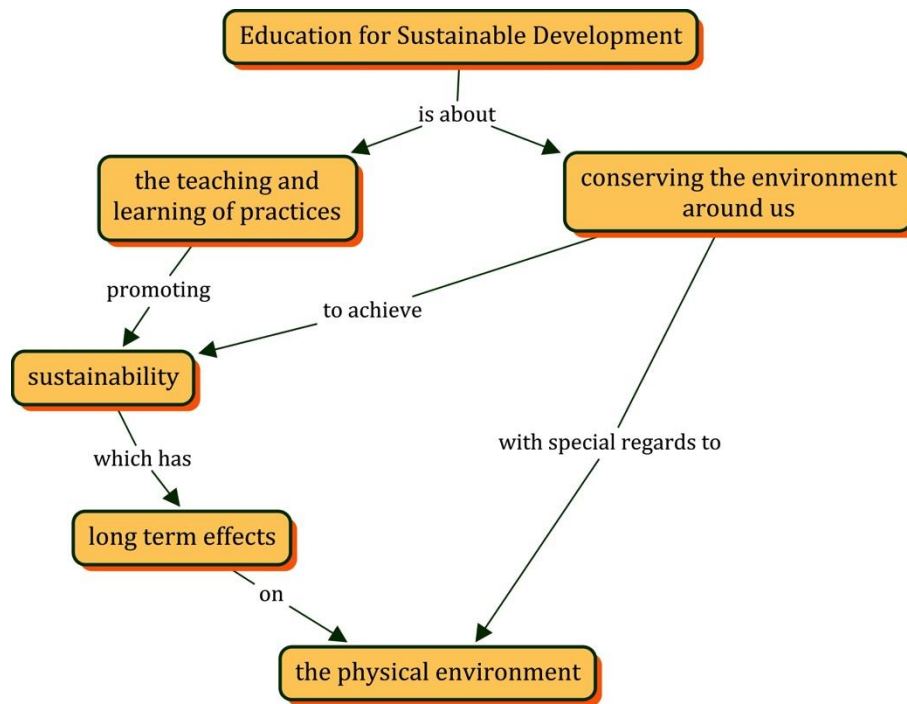 Education for Sustainable Development
is about
the teaching and
learning of practices
conserving the environment
around us
promoting
to achieve
sustainability
which has
with special regards to
long term effects
on
the physical environment